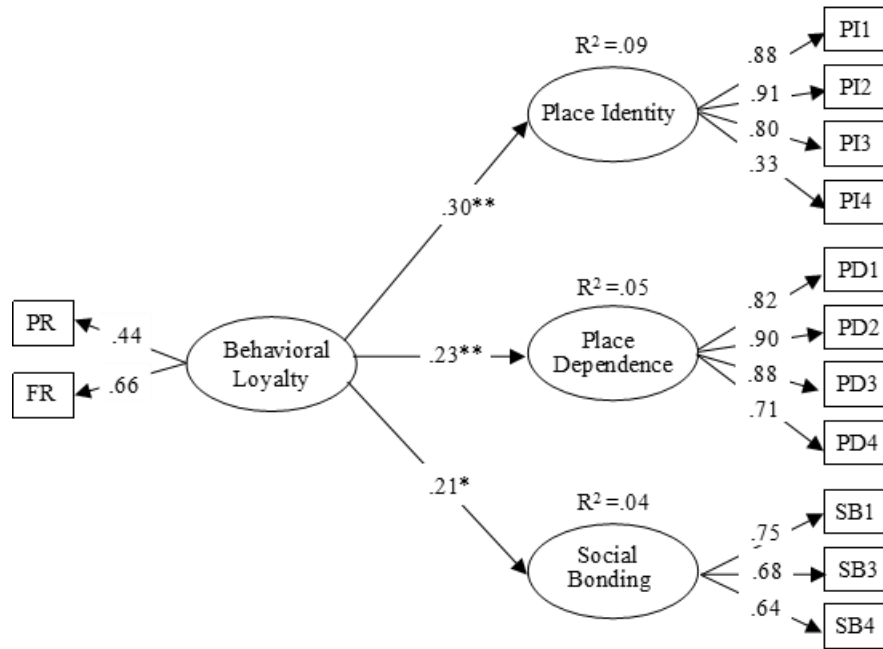 PI1
R² =.09
.88
PI2
.91
Place Identity
.80
PI3
.33
PI4
.30**
PD1
R² =.05
.82
PD2
PR
.44
.90
Place
Dependence
Behavioral
Loyalty
.23**
.88
PD3
FR
.66
.71
PD4
.21*
R² =.04
SB1
.75
Social
Bonding
.68
SB3
.64
SB4